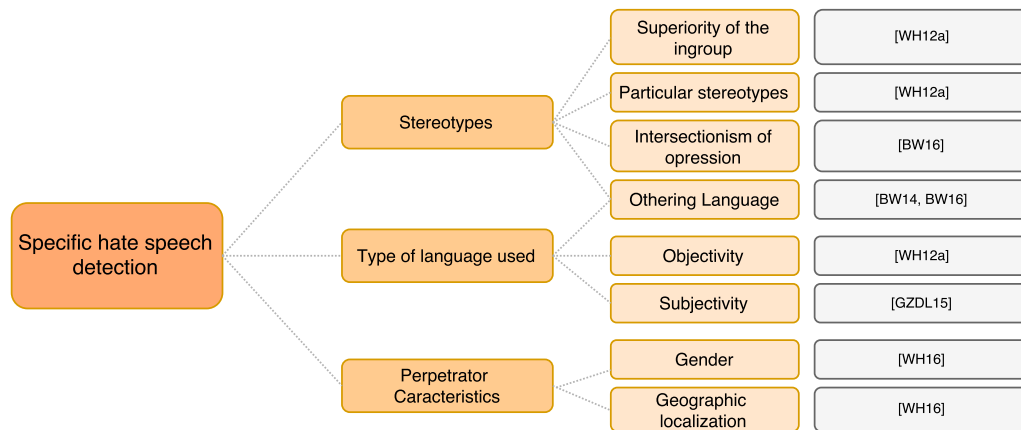 Specific hate speech
detection
Stereotypes
Superiority of the
ingroup
[WH12a]
Particular stereotypes
[WH12a]
Intersectionism of
opression
[BW16]
Othering Language
[BW14, BW16]
Type of language used
Objectivity
[WH12a]
Subjectivity
[GZDL15]
Perpetrator
Caracteristics
Gender
[WH16]
Geographic
localization
[WH16]